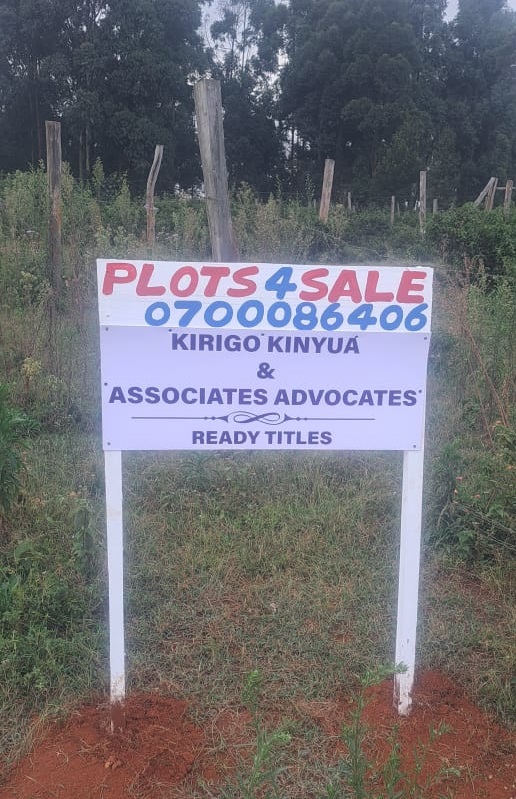 PLOTS 4 SALE
0700086406
KIRIGO KINYUA
&
ASSOCIATES ADVOCATES
READY TITLES